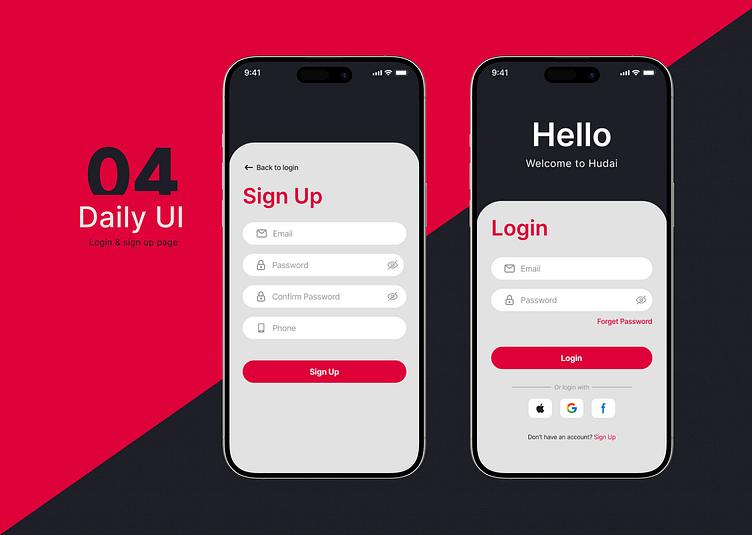 04
Daily UI
Login & sign up page
9:41
Back to login
Sign Up
Email
Password
Confirm Password
Phone
Sign Up
9:41
Hello
Welcome to Hudai
Login
Email
Password
Forget Password
Login
Or login with
Don't have an account? Sign Up